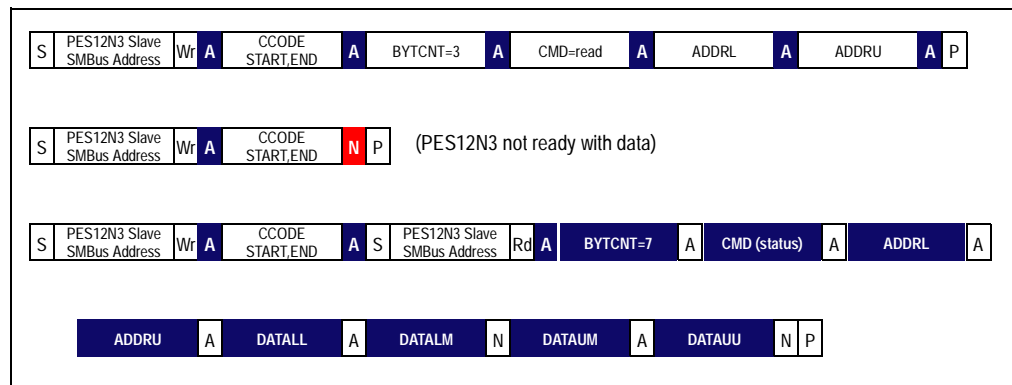 S PES12N3 Slave SMBus Address Wr A CCODE START,END A BYTCNT=3 A CMD=read A ADDRL A ADDRU A P
S PES12N3 Slave SMBus Address Wr A CCODE START,END N P (PES12N3 not ready with data)
S PES12N3 Slave SMBus Address Wr A CCODE START,END A S PES12N3 Slave SMBus Address Rd A BYTCNT=7 A CMD (status) A ADDRL A
ADDRU A DATALL A DATALM N DATAUM A DATAUU N P